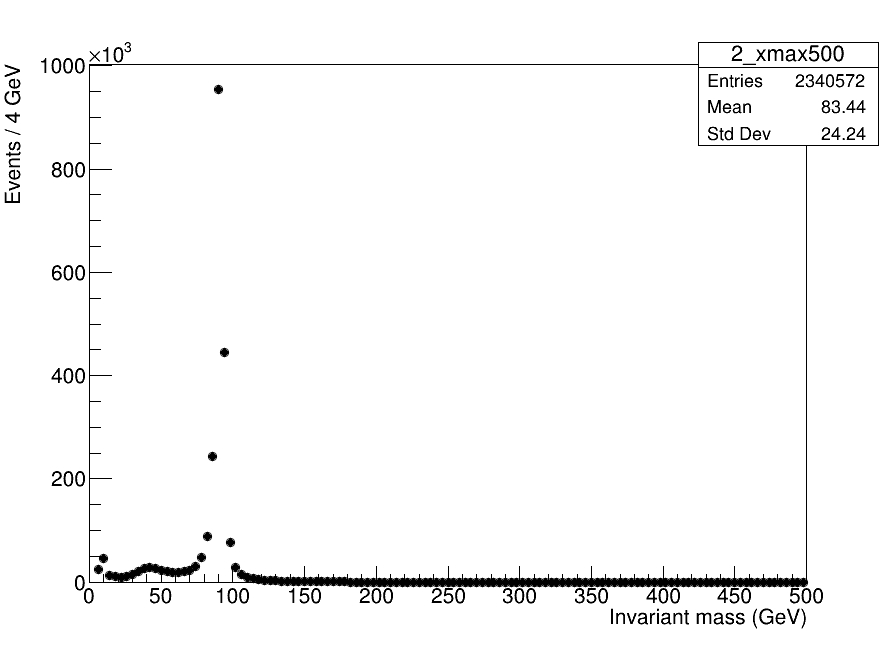 ×10³
2_xmax500
Entries 2340572
Mean 83.44
Std Dev 24.24
Events / 4 GeV
1000
800
600
400
200
0
0 50 100 150 200 250 300 350 400 450 500
Invariant mass (GeV)